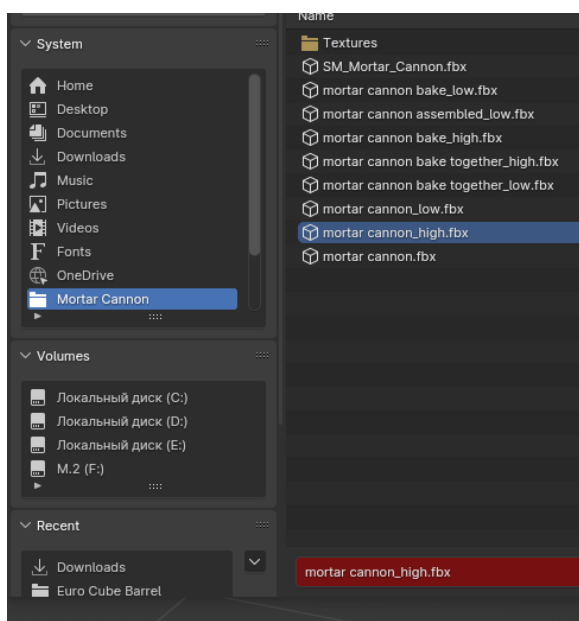 System
Home
Desktop
Documents
Downloads
Music
Pictures
Videos
Fonts
OneDrive
Mortar Cannon
Volumes
Локальный диск (C:)
Локальный диск (D:)
Локальный диск (E:)
M.2 (F:)
Recent
Downloads
Euro Cube Barrel
Name
Textures
SM_Mortar_Cannon.fbx
mortar cannon bake_low.fbx
mortar cannon assembled_low.fbx
mortar cannon bake_high.fbx
mortar cannon bake together_high.fbx
mortar cannon bake together_low.fbx
mortar cannon_low.fbx
mortar cannon_high.fbx
mortar cannon.fbx
mortar cannon_high.fbx